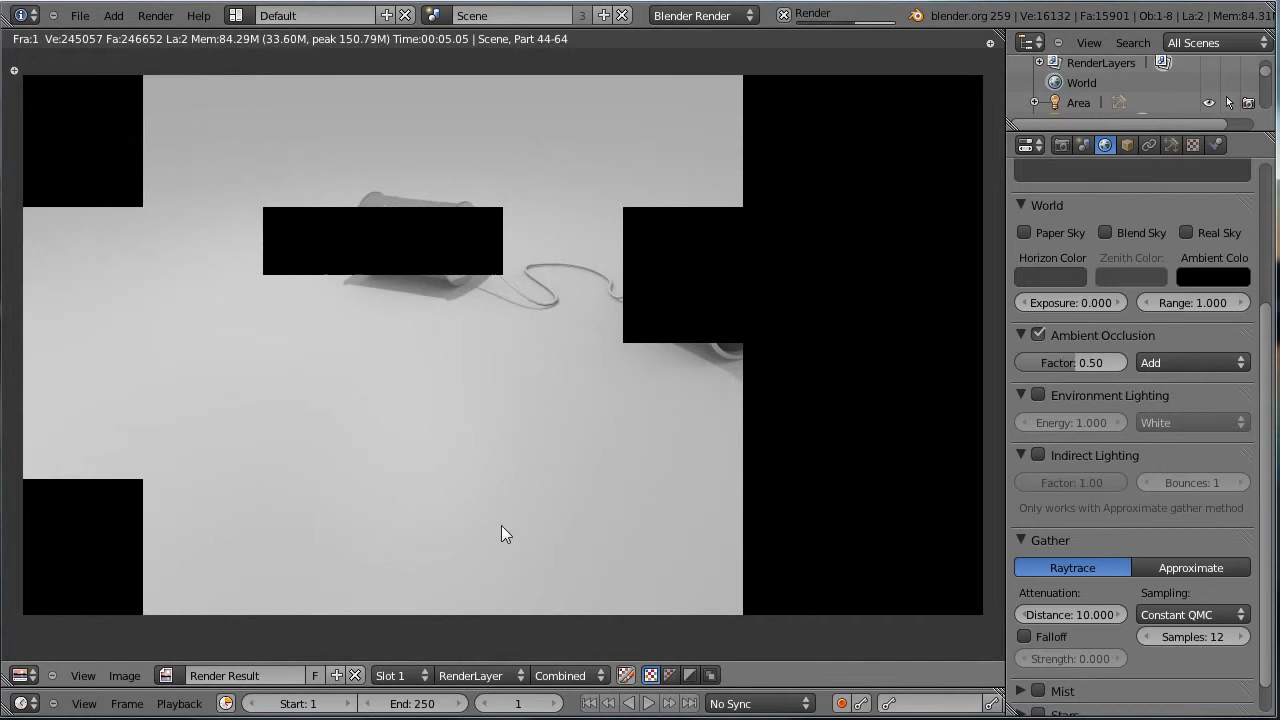 File Add Render Help Default Scene 3 Blender Render Render blender.org 259 | Ve:16132 | Fa:15901 | Ob:1-8 | La:2 | Mem:84.31
Fra:1 Ve:245057 Fa:246652 La:2 Mem:84.29M (33.60M, peak 150.79M) Time:00:05.05 | Scene, Part 44-64
View Search All Scenes
RenderLayers |
World
Area |
World
Paper Sky Blend Sky Real Sky
Horizon Color Zenith Color: Ambient Colo
Exposure: 0.000 Range: 1.000
Ambient Occlusion
Factor: 0.50 Add
Environment Lighting
Energy: 1.000 White
Indirect Lighting
Factor: 1.00 Bounces: 1
Only works with Approximate gather method
Gather
Raytrace Approximate
Attenuation: Sampling:
Distance: 10.000 Constant QMC
Falloff Samples: 12
Strength: 0.000
Mist
View Image Render Result F Slot 1 RenderLayer Combined
View Frame Playback Start: 1 End: 250 1 No Sync